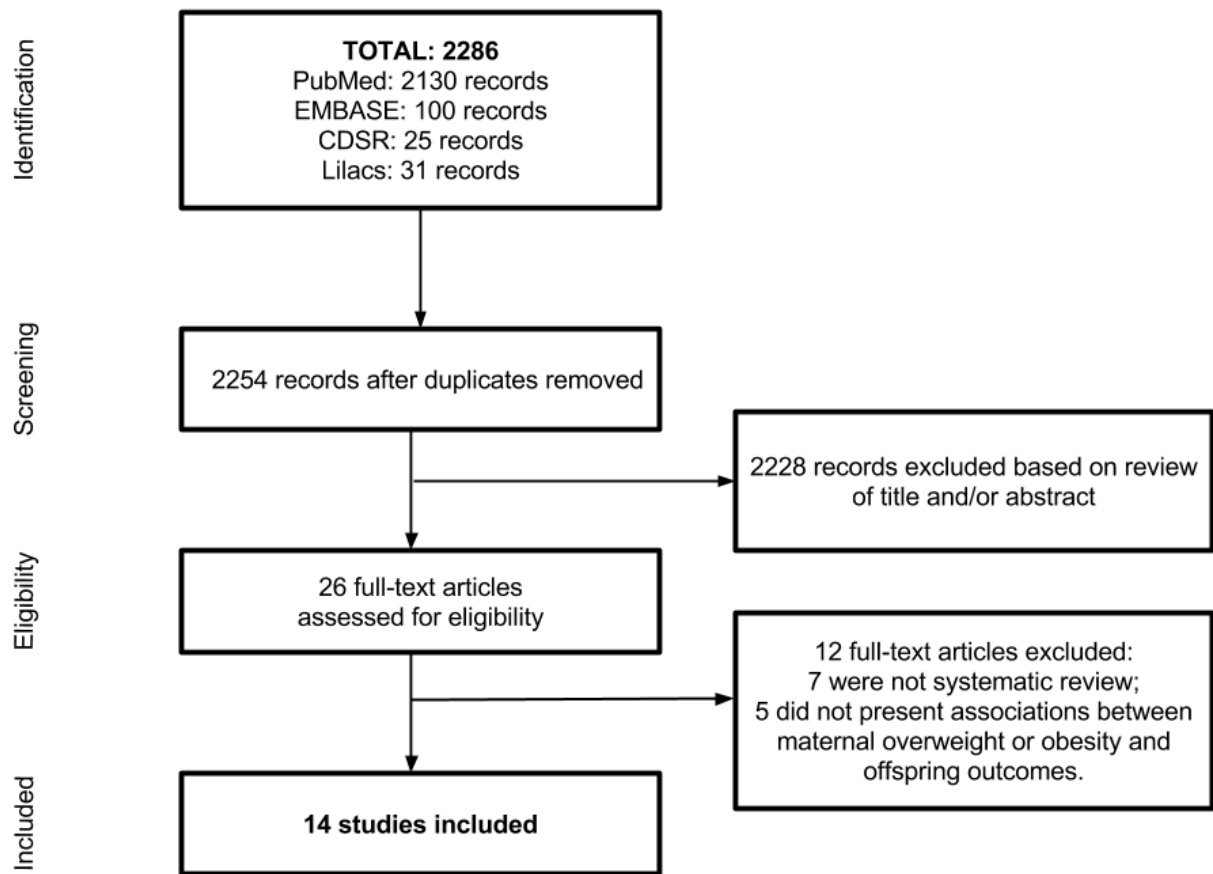 Identification
TOTAL: 2286
PubMed: 2130 records
EMBASE: 100 records
CDSR: 25 records
Lilacs: 31 records
Screening
2254 records after duplicates removed
2228 records excluded based on review
of title and/or abstract
Eligibility
26 full-text articles
assessed for eligibility
12 full-text articles excluded:
7 were not systematic review;
5 did not present associations between
maternal overweight or obesity and
offspring outcomes.
Included
14 studies included